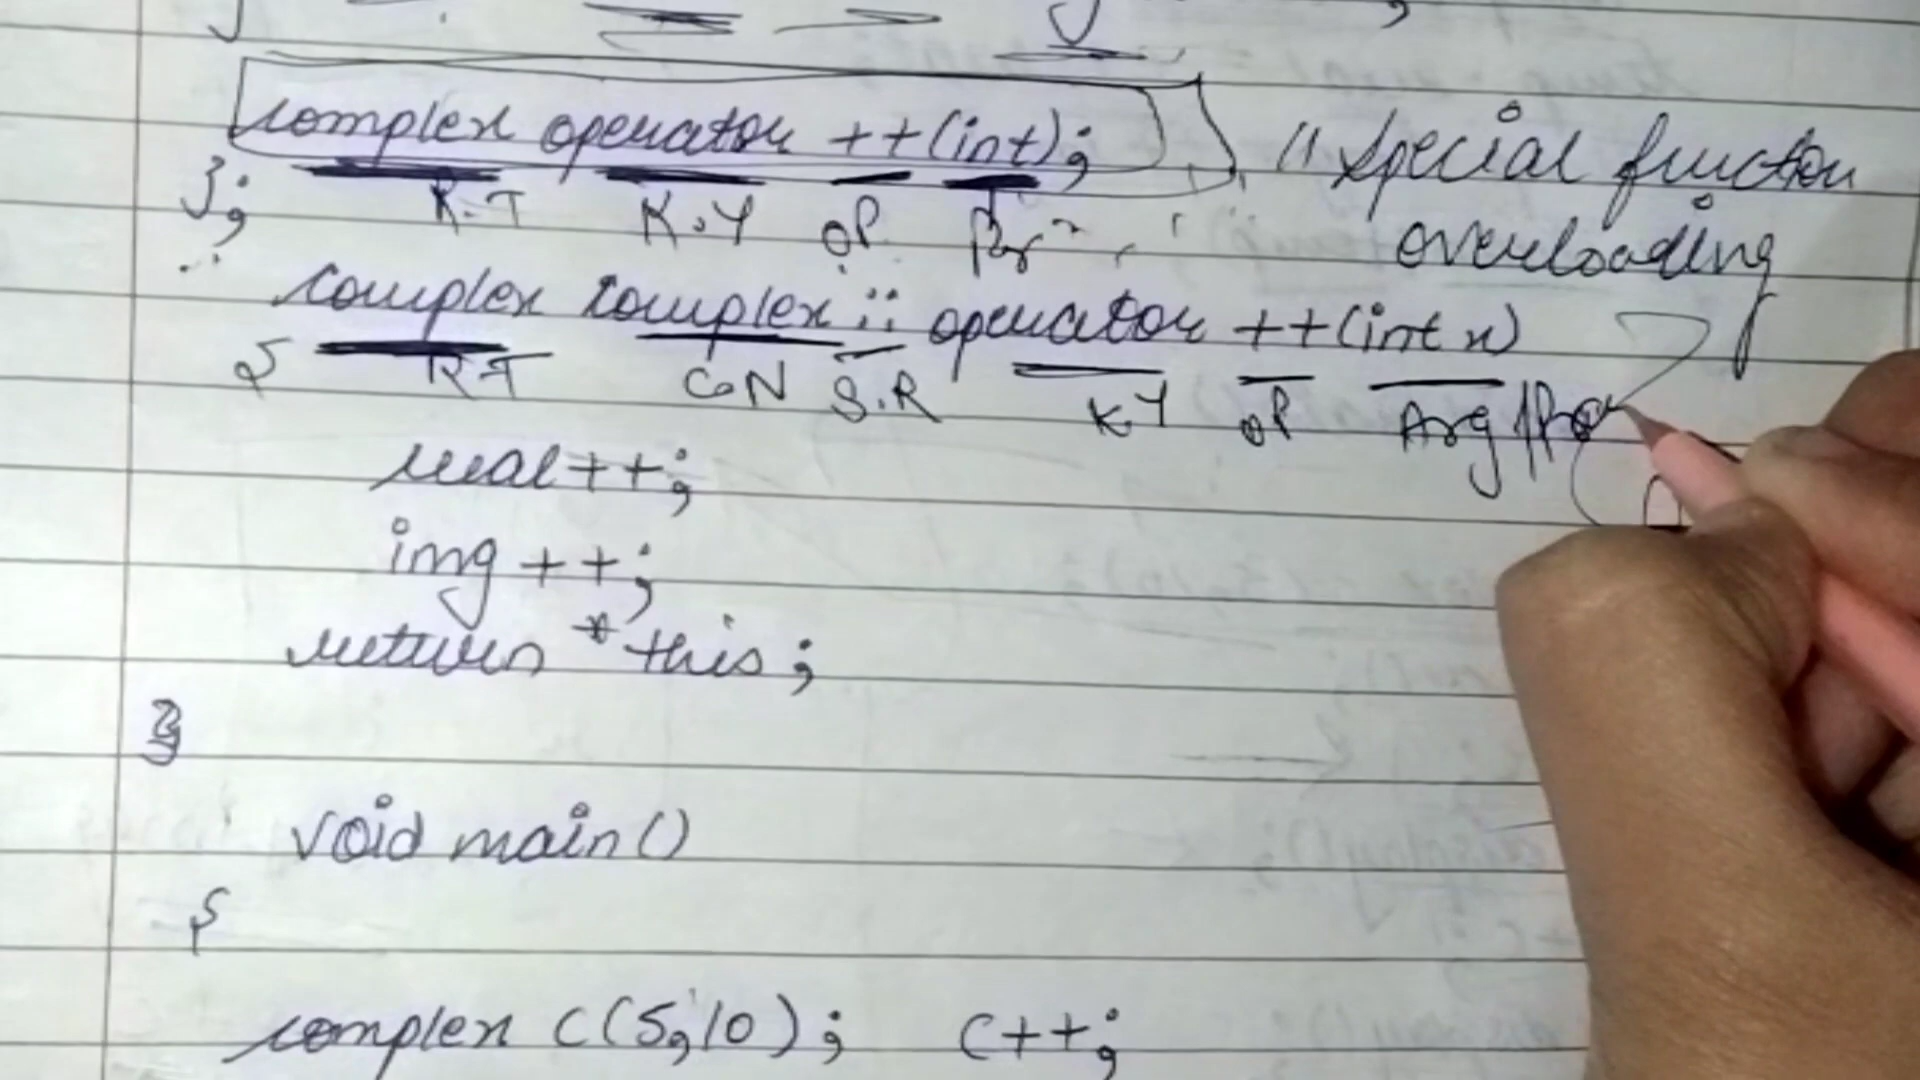 complex operator ++(int); // special function
R.T K.Y OP Pr
}; overloading
complex complex :: operator ++(int x)
{ R.T C.N S.R K.Y OP Arg/Par
real++;
img++;
return *this;
}
void main()
{
complex C(5,10); C++;